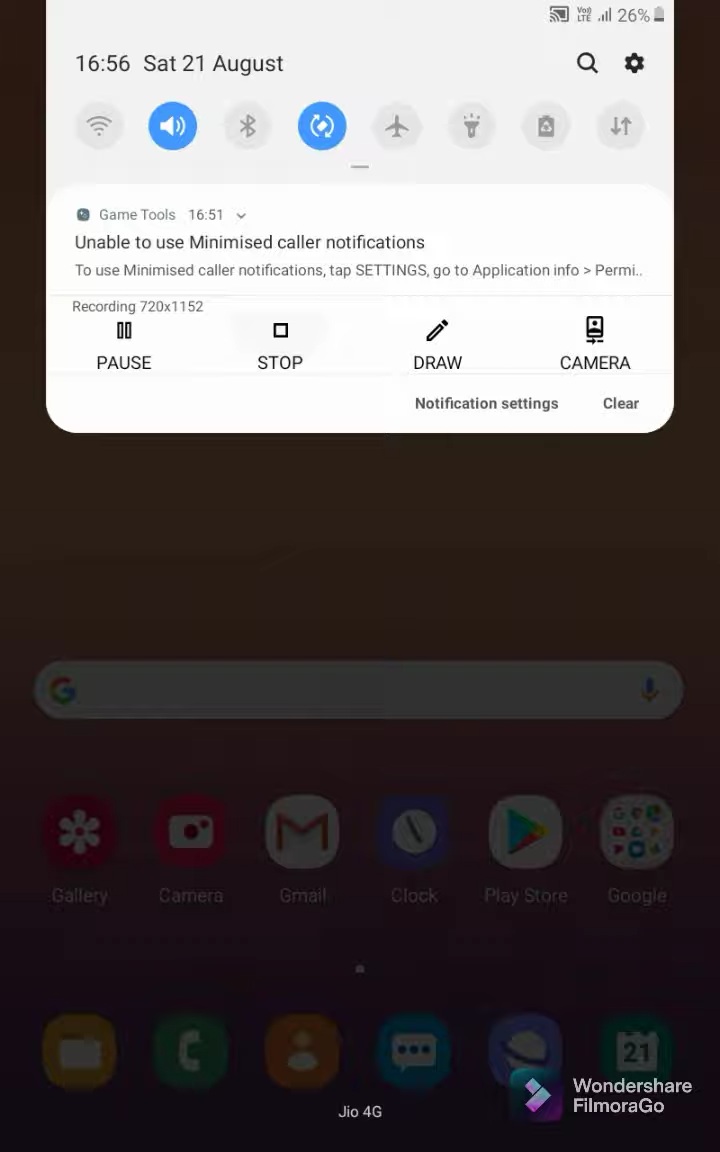 Vo) LTE 26%
16:56 Sat 21 August
Game Tools 16:51
Unable to use Minimised caller notifications
To use Minimised caller notifications, tap SETTINGS, go to Application info > Permi..
Recording 720x1152
PAUSE STOP DRAW CAMERA
Notification settings Clear
Gallery Camera Gmail Clock Play Store Google
21
Wondershare
FilmoraGo
Jio 4G